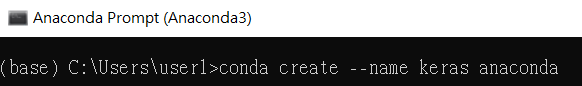 Anaconda Prompt (Anaconda3)
(base) C:\Users\user1>conda create --name keras anaconda